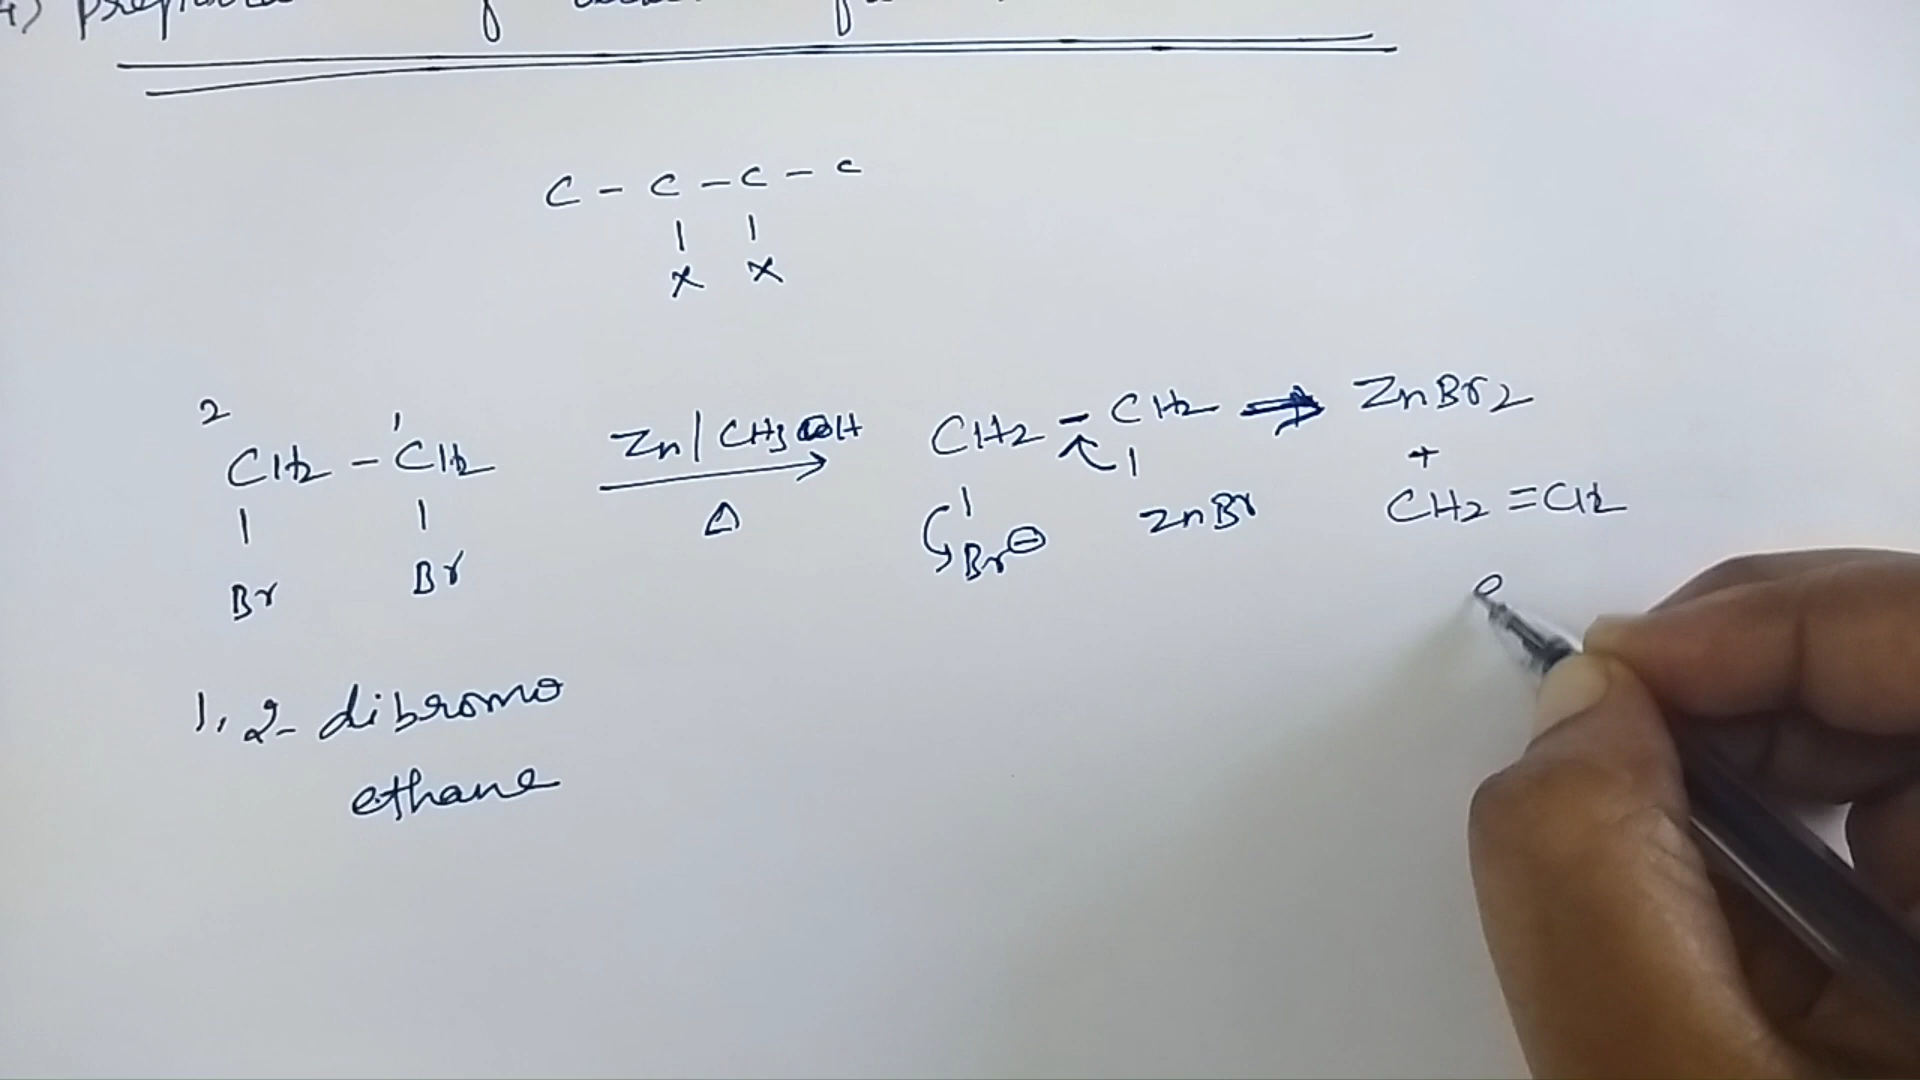 4)
C - C - C - C
| |
X X
2 1
CH2 - CH2 Zn | CH3COOH CH2 - CH2 → ZnBr2
| | Δ | | +
Br Br Br⊖ ZnBr CH2 = CH2
e
1, 2- dibromo
ethane